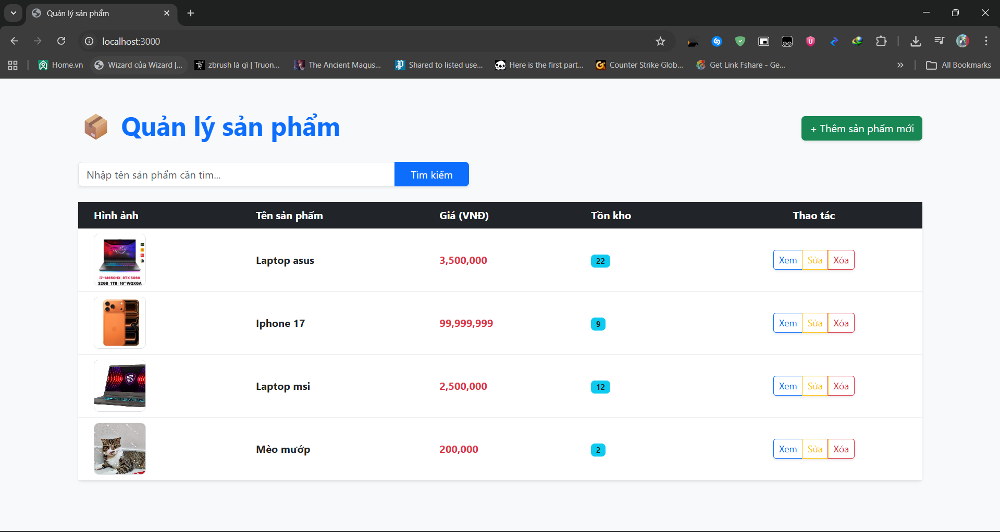 Quản lý sản phẩm
localhost:3000
Home.vn
Wizard của Wizard |...
zbrush là gì | Truon...
The Ancient Magus...
Shared to listed use...
Here is the first part...
Counter Strike Glob...
Get Link Fshare - Ge...
All Bookmarks
Quản lý sản phẩm
+ Thêm sản phẩm mới
Nhập tên sản phẩm cần tìm...
Tìm kiếm
Hình ảnh Tên sản phẩm Giá (VNĐ) Tồn kho Thao tác
i7-14650HX RTX 5060
32GB 1TB 16" WQXGA
Laptop asus 3,500,000 22 Xem Sửa Xóa
Iphone 17 99,999,999 9 Xem Sửa Xóa
Laptop msi 2,500,000 12 Xem Sửa Xóa
Mèo mướp 200,000 2 Xem Sửa Xóa